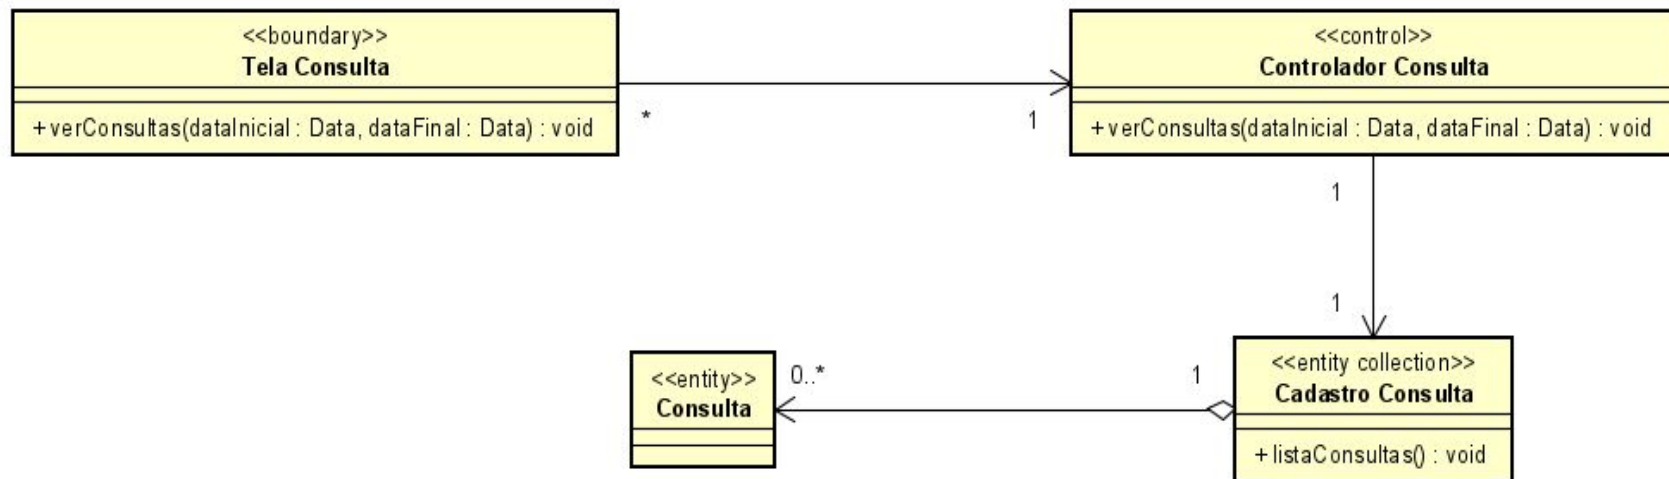 <<boundary>>
Tela Consulta
+verConsultas(dataInicial : Data, dataFinal : Data) : void
*
1
<<control>>
Controlador Consulta
+verConsultas(dataInicial : Data, dataFinal : Data) : void
1
1
<<entity>>
Consulta
0..*
1
<<entity collection>>
Cadastro Consulta
+listaConsultas() : void